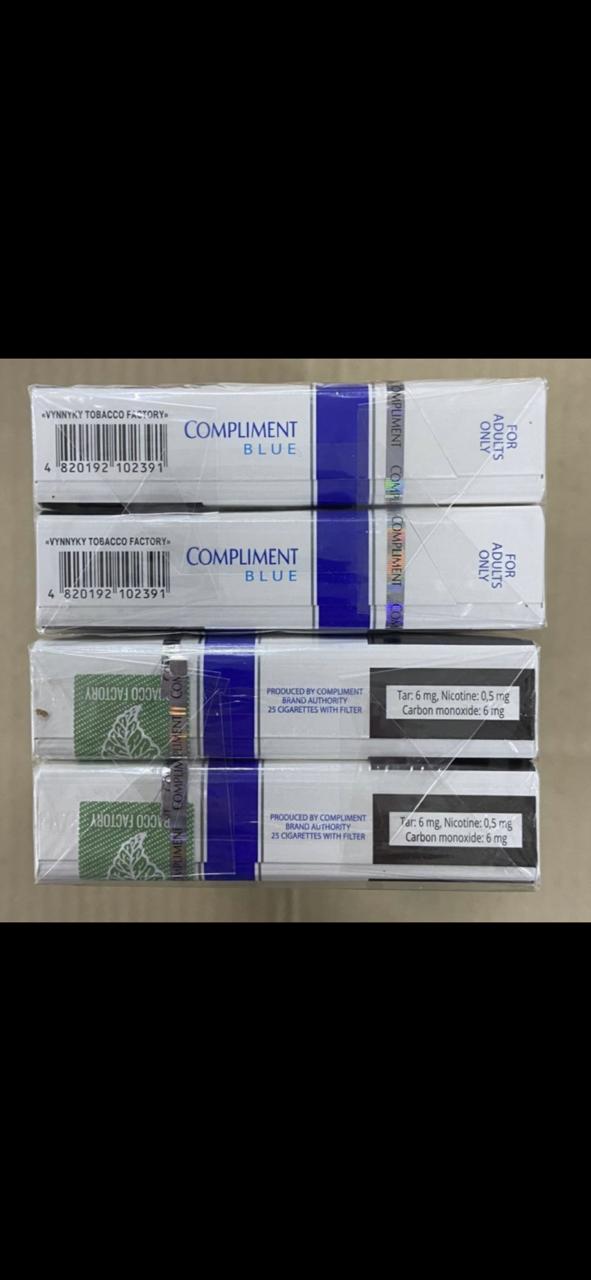 «VYNNYKY TOBACCO FACTORY»
4 820192 102391
COMPLIMENT
BLUE
COMPLIMENT
FOR
ADULTS
ONLY
«VYNNYKY TOBACCO FACTORY»
4 820192 102391
COMPLIMENT
BLUE
COMPLIMENT
FOR
ADULTS
ONLY
FACTORY
PRODUCED BY COMPLIMENT
BRAND AUTHORITY
25 CIGARETTES WITH FILTER
Tar: 6 mg, Nicotine: 0,5 mg
Carbon monoxide: 6 mg
FACTORY
PRODUCED BY COMPLIMENT
BRAND AUTHORITY
25 CIGARETTES WITH FILTER
Tar: 6 mg, Nicotine: 0,5 mg
Carbon monoxide: 6 mg